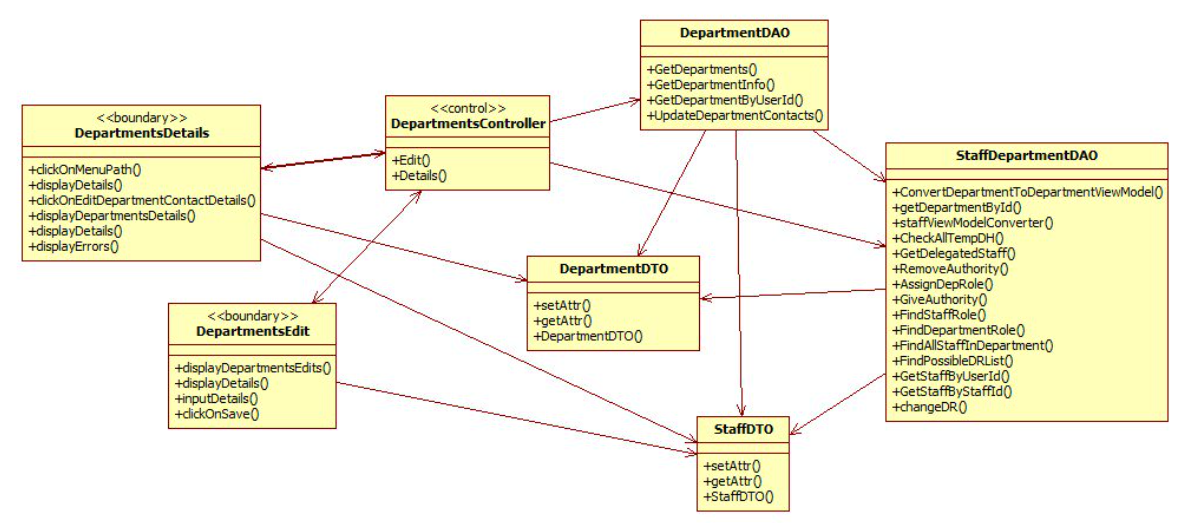 DepartmentDAO
+GetDepartments()
+GetDepartmentInfo()
+GetDepartmentByUserId()
+UpdateDepartmentContacts()
<<boundary>>
DepartmentsDetails
+clickOnMenuPath()
+displayDetails()
+clickOnEditDepartmentContactDetails()
+displayDepartmentsDetails()
+displayDetails()
+displayErrors()
<<control>>
DepartmentsController
+Edit()
+Details()
StaffDepartmentDAO
+ConvertDepartmentToDepartmentViewModel()
+getDepartmentById()
+staffViewModelConverter()
+CheckAllTempDH()
+GetDelegatedStaff()
+RemoveAuthority()
+AssignDepRole()
+GiveAuthority()
+FindStaffRole()
+FindDepartmentRole()
+FindAllStaffInDepartment()
+FindPossibleDRList()
+GetStaffByUserId()
+GetStaffByStaffId()
+changeDR()
DepartmentDTO
+setAttr()
+getAttr()
+DepartmentDTO()
<<boundary>>
DepartmentsEdit
+displayDepartmentsEdits()
+displayDetails()
+inputDetails()
+clickOnSave()
StaffDTO
+setAttr()
+getAttr()
+StaffDTO()